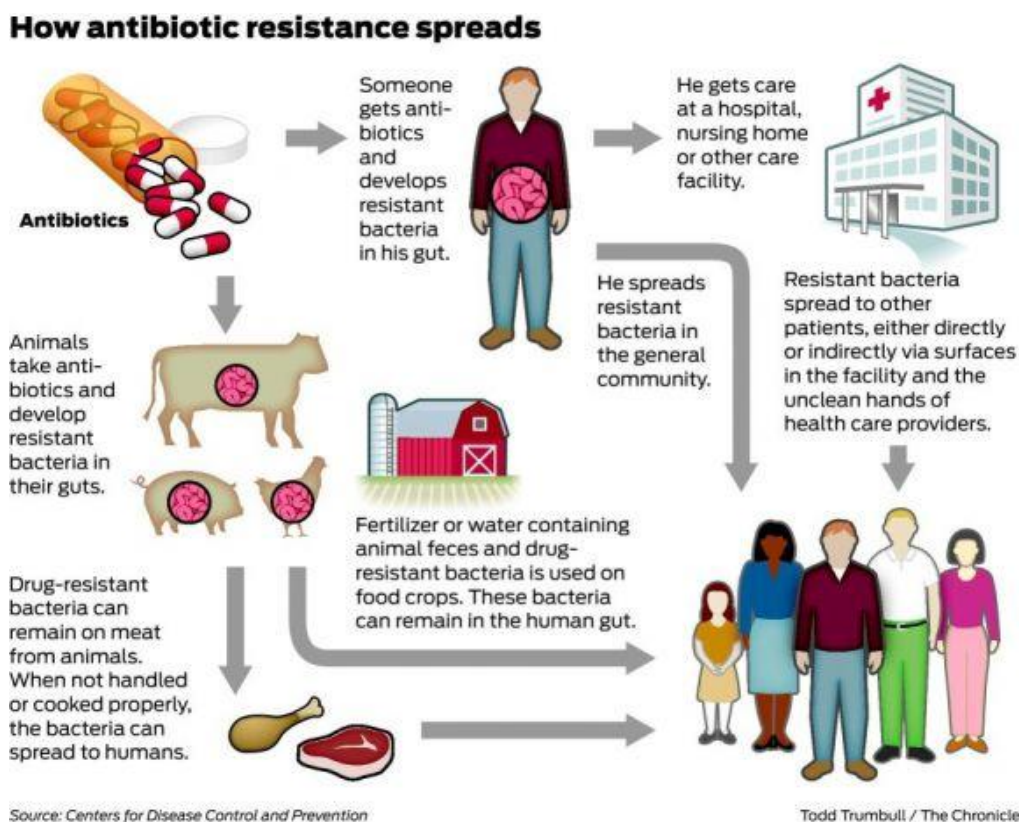 How antibiotic resistance spreads
Antibiotics
Someone
gets anti-
biotics
and
develops
resistant
bacteria
in his gut.
He gets care
at a hospital,
nursing home
or other care
facility.
He spreads
resistant
bacteria in
the general
community.
Resistant bacteria
spread to other
patients, either directly
or indirectly via surfaces
in the facility and the
unclean hands of
health care providers.
Animals
take anti-
biotics and
develop
resistant
bacteria in
their guts.
Fertilizer or water containing
animal feces and drug-
resistant bacteria is used on
food crops. These bacteria
can remain in the human gut.
Drug-resistant
bacteria can
remain on meat
from animals.
When not handled
or cooked properly,
the bacteria can
spread to humans.
Source: Centers for Disease Control and Prevention
Todd Trumbull / The Chronicle